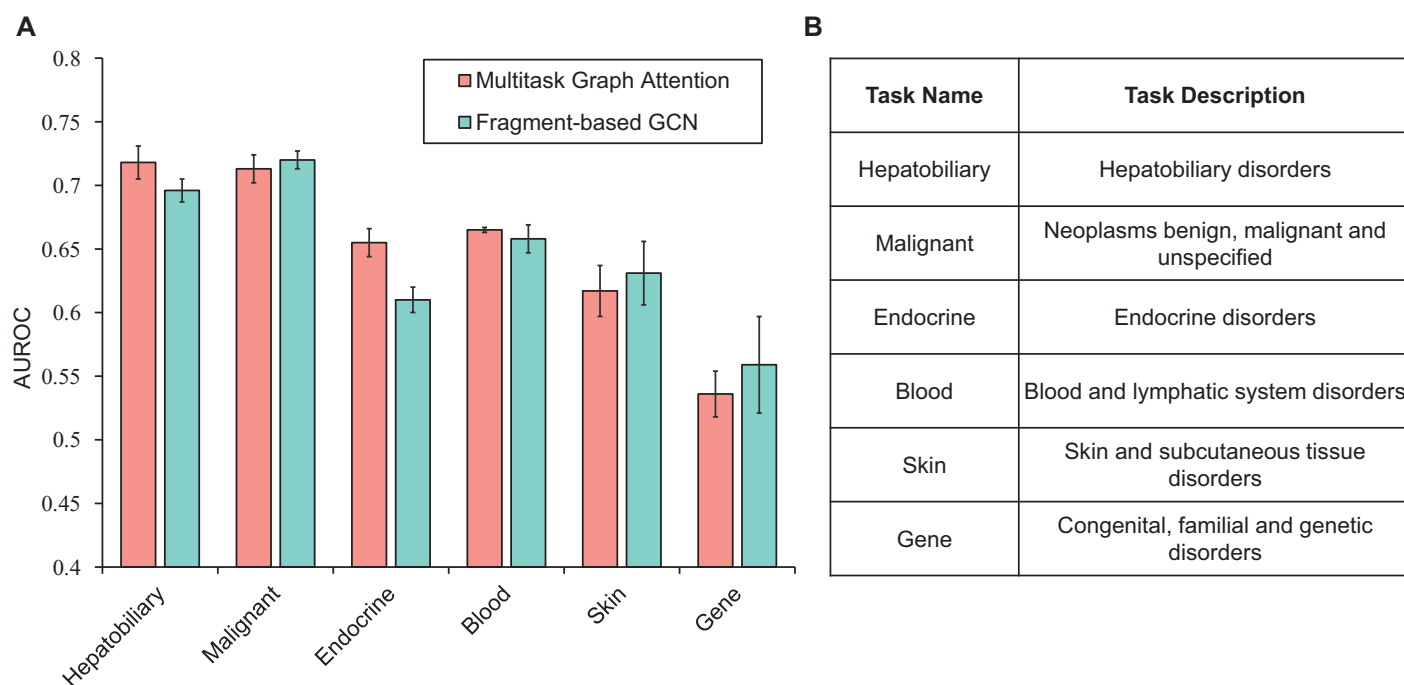 A
0.8
0.75
0.7
0.65
0.6
0.55
0.5
0.45
0.4
AUROC
Multitask Graph Attention
Fragment-based GCN
Hepatobiliary
Malignant
Endocrine
Blood
Skin
Gene
B
Task Name
Task Description
Hepatobiliary
Hepatobiliary disorders
Malignant
Neoplasms benign, malignant and
unspecified
Endocrine
Endocrine disorders
Blood
Blood and lymphatic system disorders
Skin
Skin and subcutaneous tissue
disorders
Gene
Congenital, familial and genetic
disorders